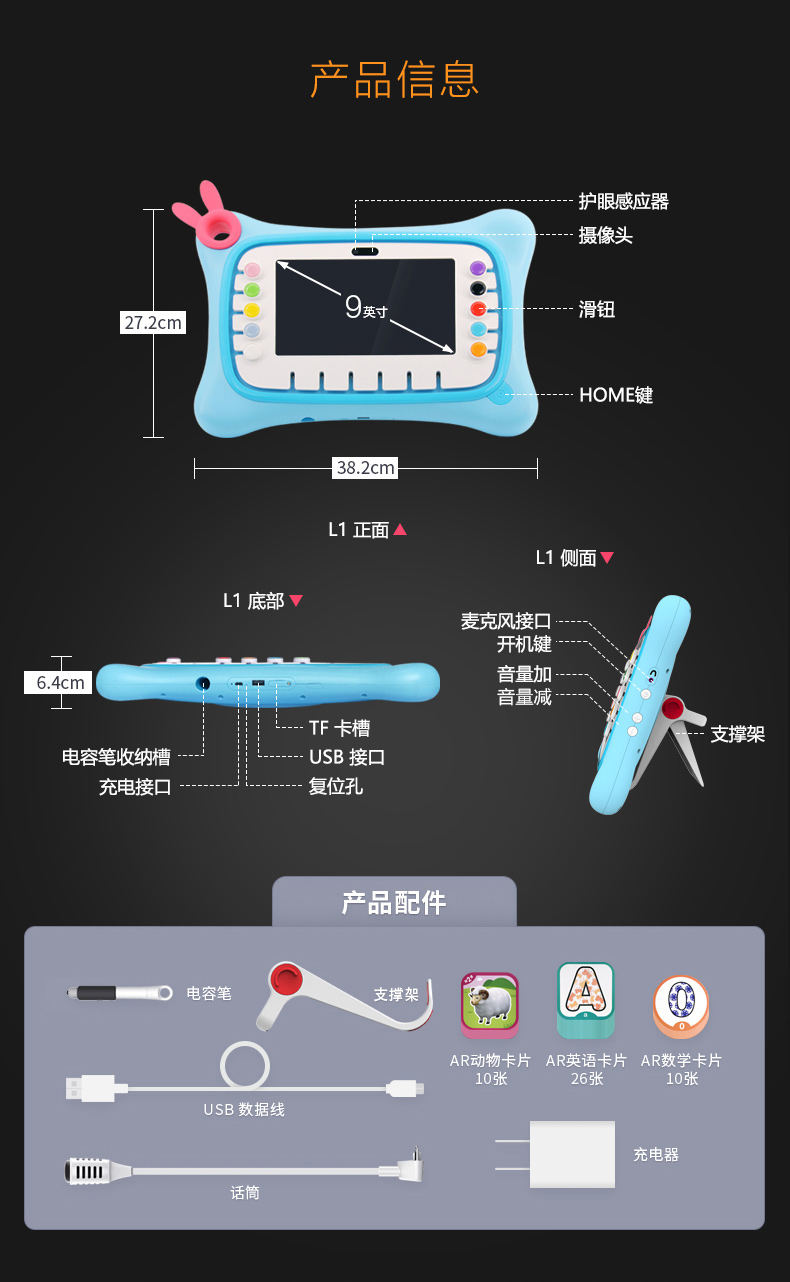 产品信息
护眼感应器
摄像头
9英寸
滑钮
27.2cm
HOME键
38.2cm
L1 正面
L1 侧面
L1 底部
麦克风接口
开机键
音量加
音量减
6.4cm
支撑架
TF 卡槽
电容笔收纳槽
USB 接口
充电接口
复位孔
产品配件
电容笔
支撑架
A
0
AR动物卡片
10张
AR英语卡片
26张
AR数学卡片
10张
USB 数据线
充电器
话筒